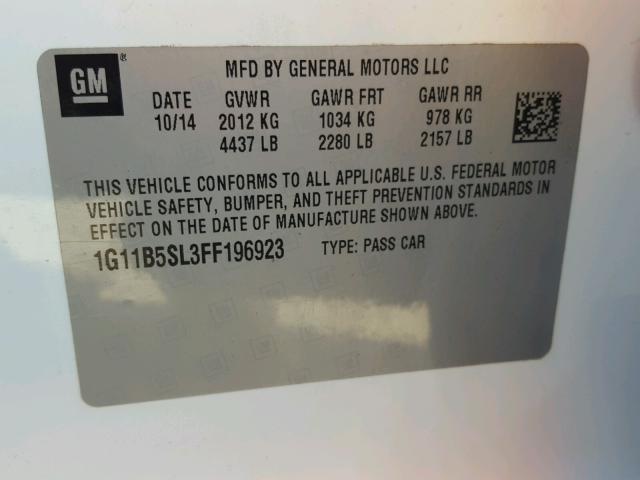 GM
®
MFD BY GENERAL MOTORS LLC
DATE GVWR GAWR FRT GAWR RR
10/14 2012 KG 1034 KG 978 KG
4437 LB 2280 LB 2157 LB
THIS VEHICLE CONFORMS TO ALL APPLICABLE U.S. FEDERAL MOTOR
VEHICLE SAFETY, BUMPER, AND THEFT PREVENTION STANDARDS IN
EFFECT ON THE DATE OF MANUFACTURE SHOWN ABOVE.
1G11B5SL3FF196923 TYPE: PASS CAR